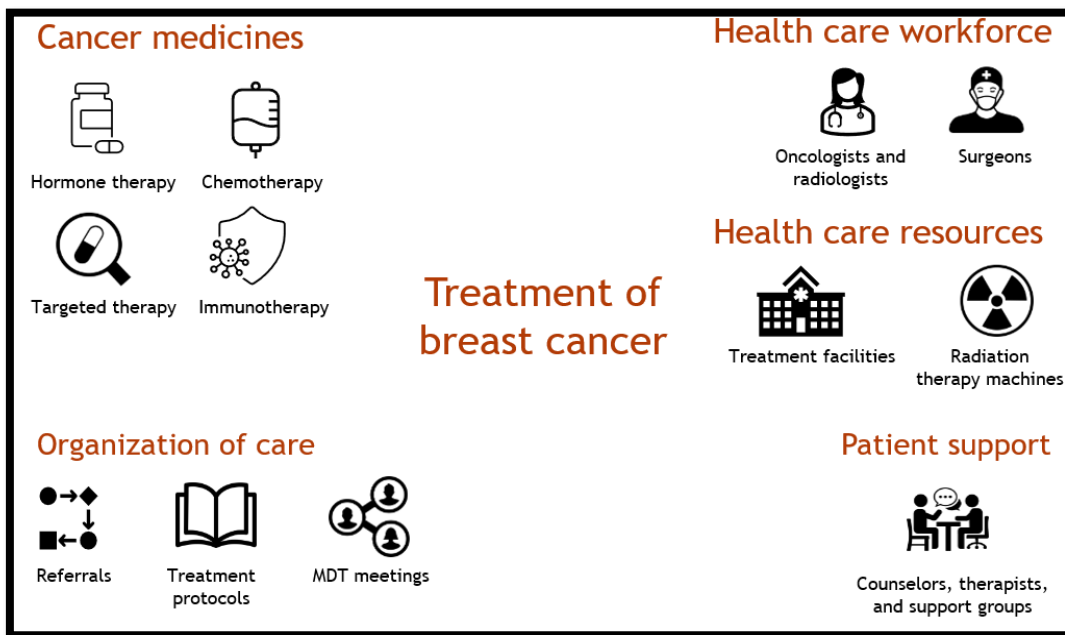 Cancer medicines
Hormone therapy
Chemotherapy
Targeted therapy
Immunotherapy
Health care workforce
Oncologists and
radiologists
Surgeons
Health care resources
Treatment facilities
Radiation
therapy machines
Treatment of
breast cancer
Organization of care
Referrals
Treatment
protocols
MDT meetings
Patient support
Counselors, therapists,
and support groups